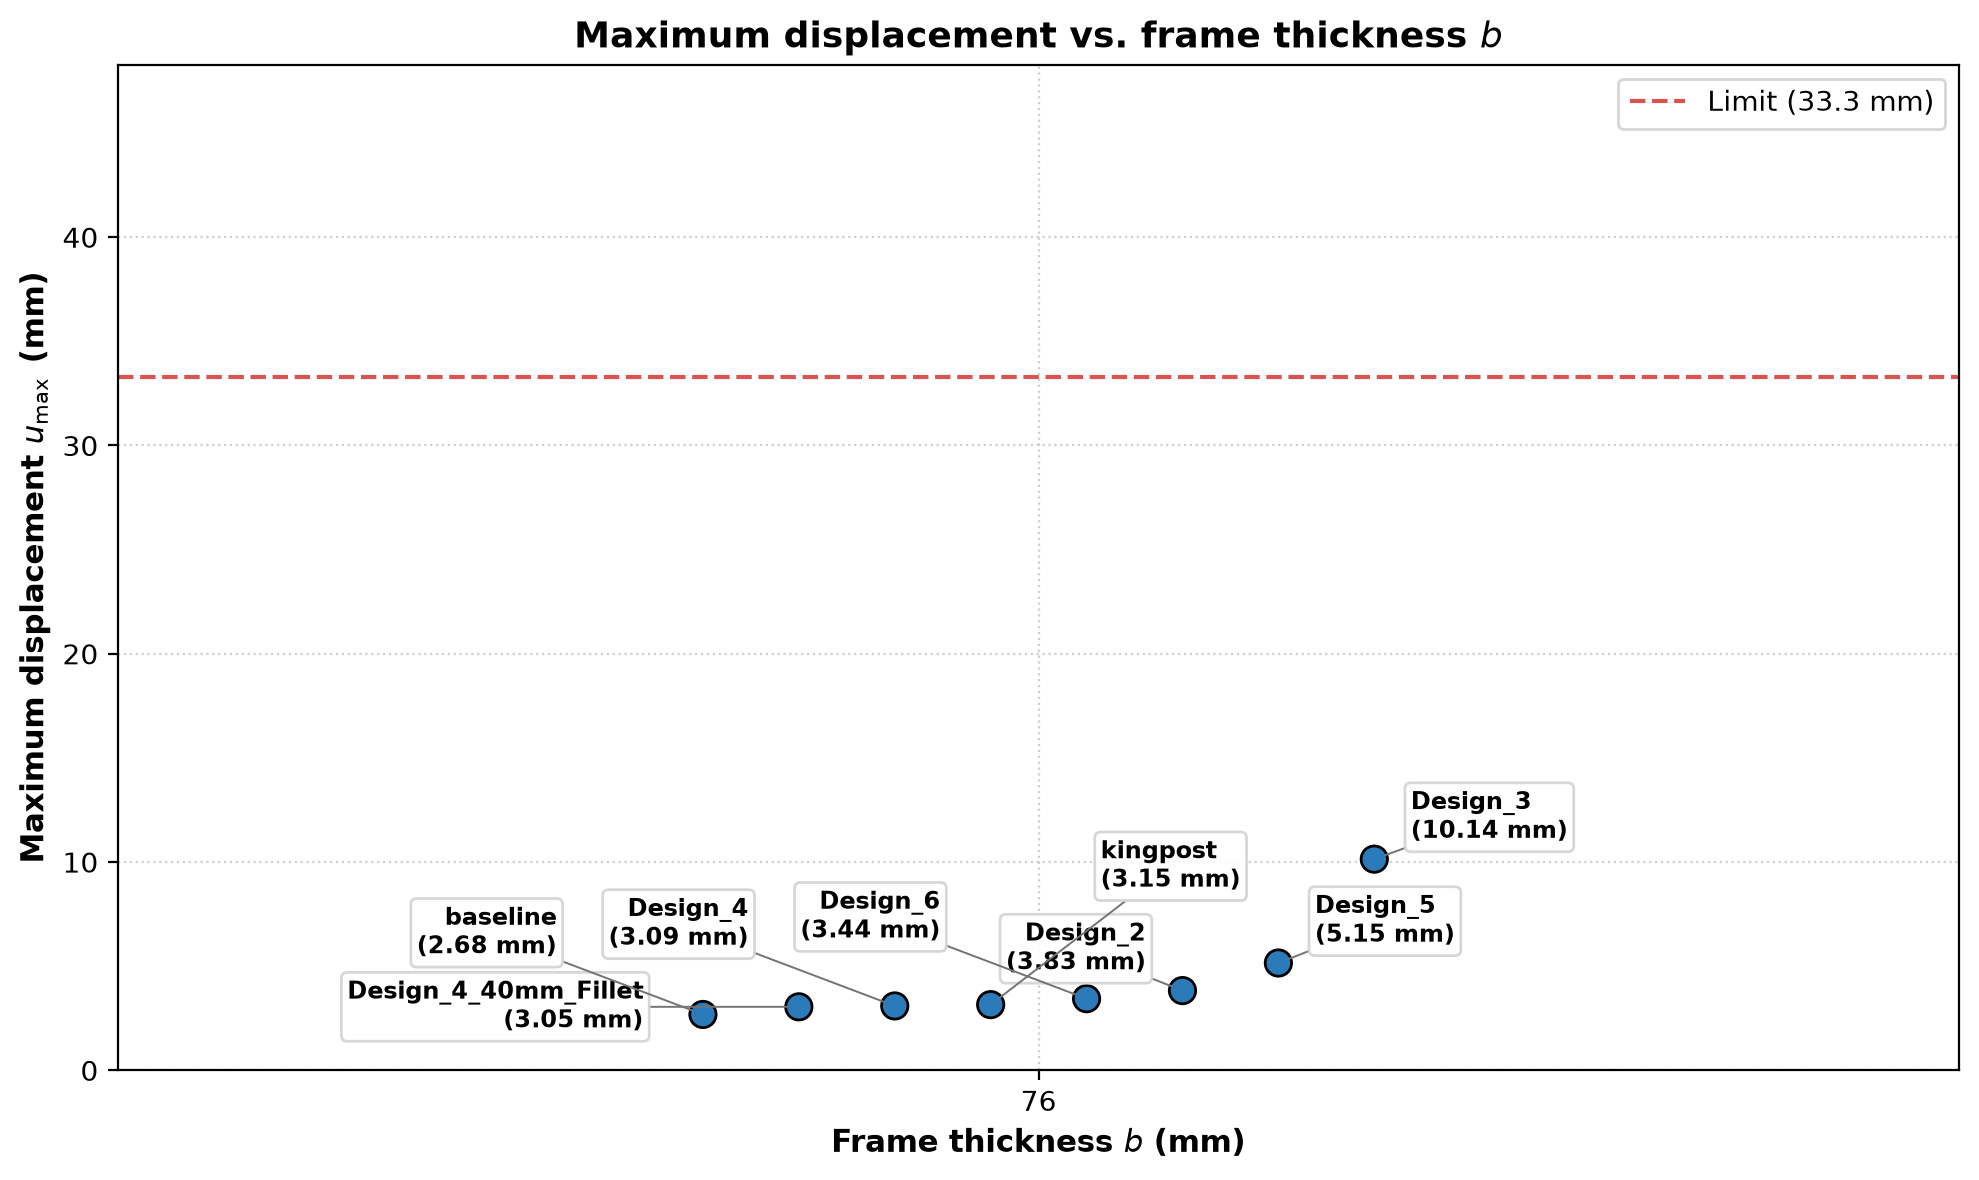 Maximum displacement vs. frame thickness b
Limit (33.3 mm)
Maximum displacement u_max (mm)
40
30
20
10
0
Design_3
(10.14 mm)
kingpost
(3.15 mm)
Design_6
(3.44 mm)
Design_4
(3.09 mm)
baseline
(2.68 mm)
Design_5
(5.15 mm)
Design_2
(3.83 mm)
Design_4_40mm_Fillet
(3.05 mm)
76
Frame thickness b (mm)